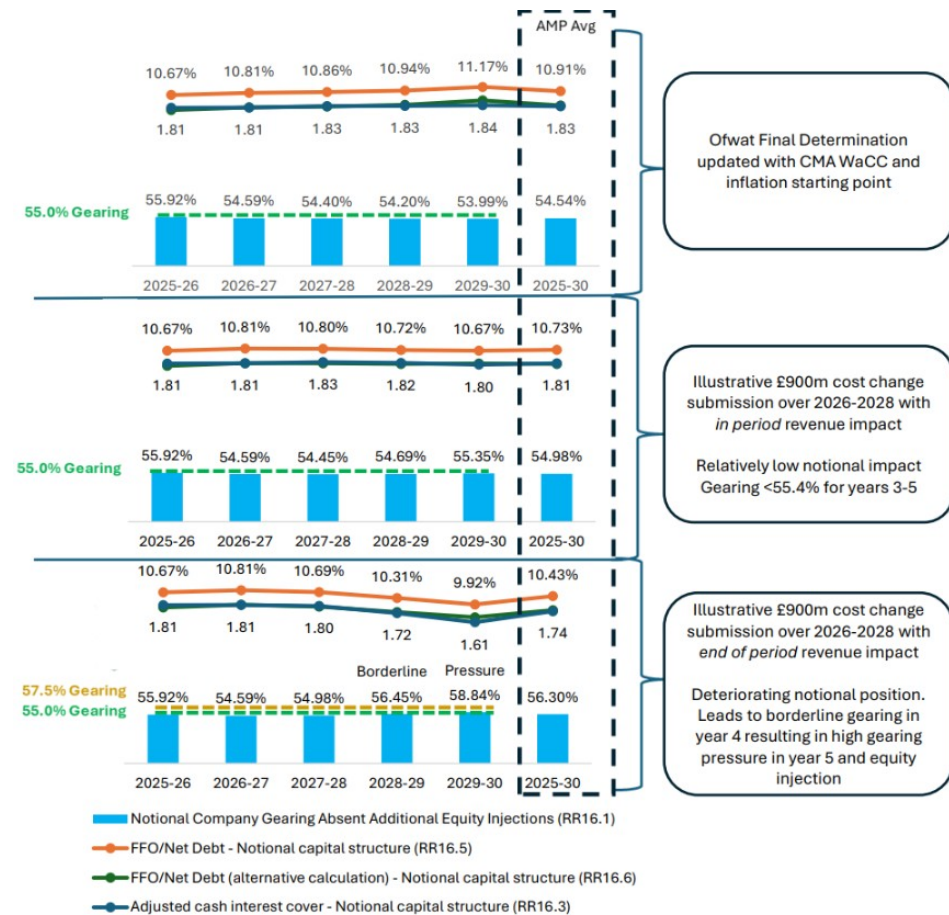 AMP Avg
10.67% 10.81% 10.86% 10.94% 11.17% 10.91%
1.81 1.81 1.83 1.83 1.84 1.83
55.0% Gearing
55.92% 54.59% 54.40% 54.20% 53.99% 54.54%
2025-26 2026-27 2027-28 2028-29 2029-30 2025-30
Ofwat Final Determination
updated with CMA WaCC and
inflation starting point
10.67% 10.81% 10.80% 10.72% 10.67% 10.73%
1.81 1.81 1.83 1.82 1.80 1.81
55.0% Gearing
55.92% 54.59% 54.45% 54.69% 55.35% 54.98%
2025-26 2026-27 2027-28 2028-29 2029-30 2025-30
Illustrative £900m cost change
submission over 2026-2028 with
in period revenue impact
Relatively low notional impact
Gearing <55.4% for years 3-5
10.67% 10.81% 10.69% 10.31% 9.92% 10.43%
1.81 1.81 1.80 1.72 1.61 1.74
Borderline Pressure
57.5% Gearing
55.0% Gearing
55.92% 54.59% 54.98% 56.45% 58.84% 56.30%
2025-26 2026-27 2027-28 2028-29 2029-30 2025-30
Illustrative £900m cost change
submission over 2026-2028 with
end of period revenue impact
Deteriorating notional position.
Leads to borderline gearing in
year 4 resulting in high gearing
pressure in year 5 and equity
injection
Notional Company Gearing Absent Additional Equity Injections (RR16.1)
FFO/Net Debt - Notional capital structure (RR16.5)
FFO/Net Debt (alternative calculation) - Notional capital structure (RR16.6)
Adjusted cash interest cover - Notional capital structure (RR16.3)